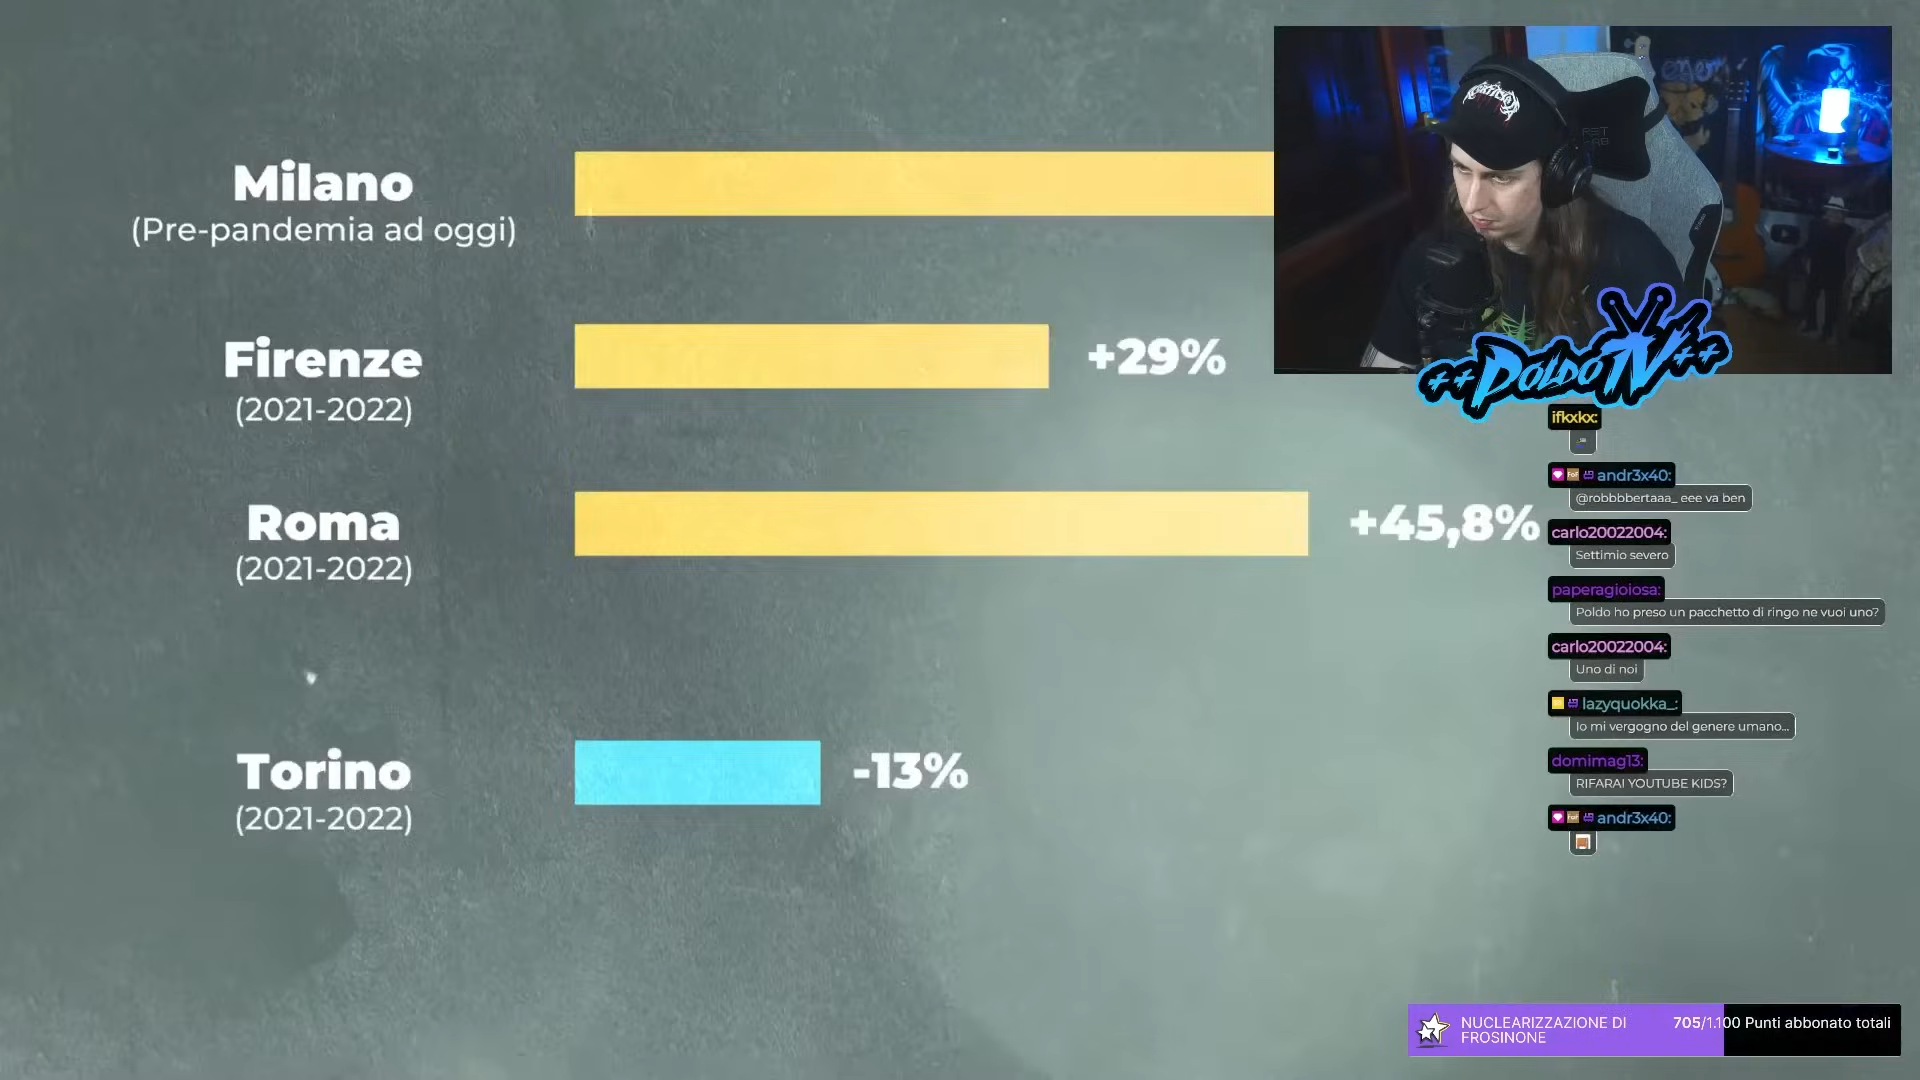 Milano
(Pre-pandemia ad oggi)
Firenze
(2021-2022)
+29%
Roma
(2021-2022)
+45,8%
Torino
(2021-2022)
-13%
++POLDOTV++
ifkxkx:
andr3x40:
@robbbbertaaa_ eee va ben
carlo20022004:
Settimio severo
paperagioiosa:
Poldo ho preso un pacchetto di ringo ne vuoi uno?
carlo20022004:
Uno di noi
lazyquokka_:
Io mi vergogno del genere umano...
domimag13:
RIFARAI YOUTUBE KIDS?
andr3x40:
NUCLEARIZZAZIONE DI
FROSINONE
705/1.100 Punti abbonato totali